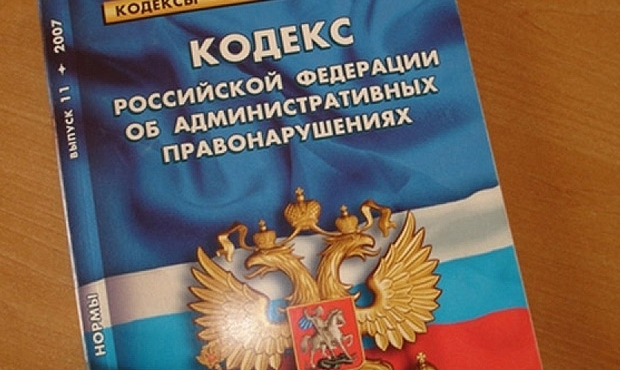 КОДЕКСЫ
КОДЕКС
РОССИЙСКОЙ ФЕДЕРАЦИИ
ОБ АДМИНИСТРАТИВНЫХ
ПРАВОНАРУШЕНИЯХ
ВЫПУСК 11 + 2007
НОРМЫ